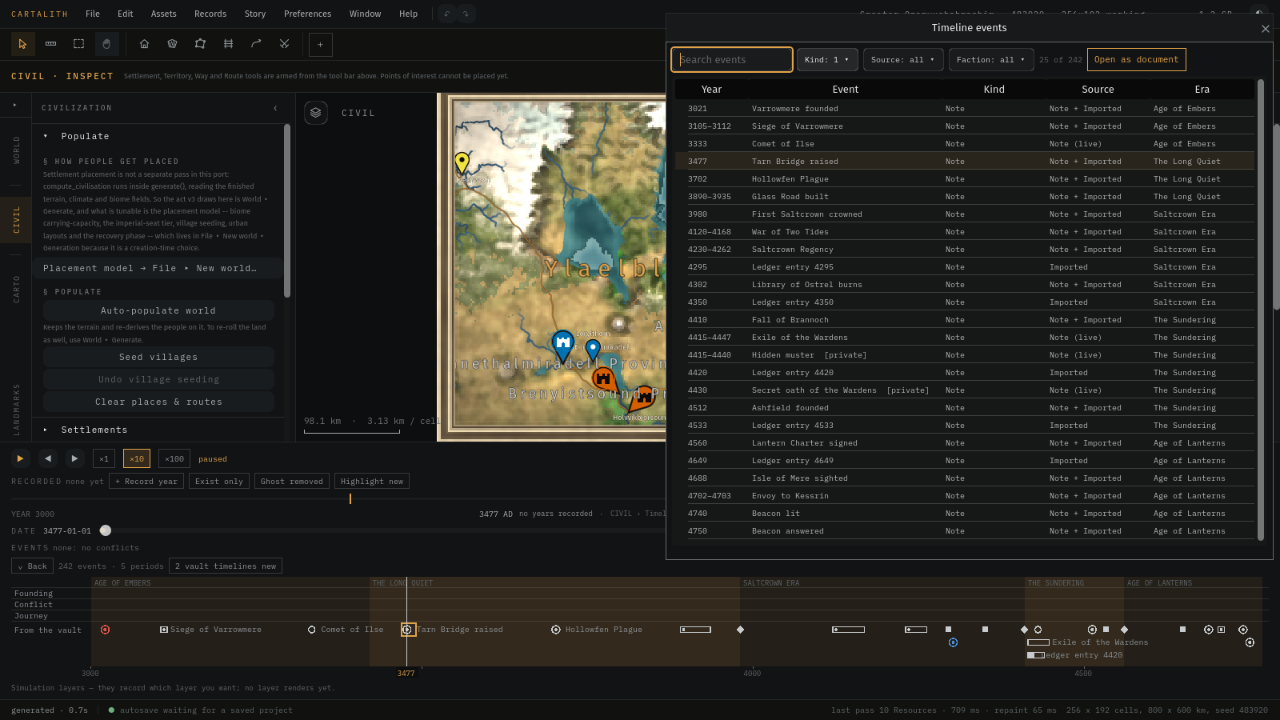 CARTALITH File Edit Assets Records Story Preferences Window Help
Timeline events
CIVIL · INSPECT Settlement, Territory, Way and Route tools are armed from the tool bar above. Points of interest cannot be placed yet.
Search events Kind: 1 Source: all Faction: all 25 of 242 Open as document
Year Event Kind Source Era
3021 Varrowmere founded Note Note + Imported Age of Embers
3105–3112 Siege of Varrowmere Note Note + Imported Age of Embers
3333 Comet of Ilse Note Note (live) Age of Embers
3477 Tarn Bridge raised Note Note + Imported The Long Quiet
3702 Hollowfen Plague Note Note + Imported The Long Quiet
3890–3935 Glass Road built Note Note + Imported The Long Quiet
3980 First Saltcrown crowned Note Note + Imported Saltcrown Era
4120–4168 War of Two Tides Note Note + Imported Saltcrown Era
4230–4262 Saltcrown Regency Note Note + Imported Saltcrown Era
4295 Ledger entry 4295 Note Imported Saltcrown Era
4302 Library of Ostrel burns Note Note + Imported Saltcrown Era
4350 Ledger entry 4350 Note Imported Saltcrown Era
4410 Fall of Brannoch Note Note + Imported The Sundering
4415–4447 Exile of the Wardens Note Note (live) The Sundering
4415–4440 Hidden muster [private] Note Note (live) The Sundering
4420 Ledger entry 4420 Note Imported The Sundering
4430 Secret oath of the Wardens [private] Note Note (live) The Sundering
4512 Ashfield founded Note Note + Imported The Sundering
4533 Ledger entry 4533 Note Imported The Sundering
4560 Lantern Charter signed Note Note + Imported Age of Lanterns
4649 Ledger entry 4649 Note Imported Age of Lanterns
4688 Isle of Mere sighted Note Note + Imported Age of Lanterns
4702–4703 Envoy to Kessrin Note Note + Imported Age of Lanterns
4740 Beacon lit Note Note + Imported Age of Lanterns
4750 Beacon answered Note Note + Imported Age of Lanterns
WORLD
CIVIL
CARTO
LANDMARKS
CIVILIZATION
Populate
§ HOW PEOPLE GET PLACED
Settlement placement is not a separate pass in this port:
compute_civilisation runs inside generate(), reading the finished
terrain, climate and biome fields. So the act v3 draws here is World •
Generate, and what is tunable is the placement model — biome
carrying-capacity, the imperial-seat tier, village seeding, urban
layouts and the recovery phase — which lives in File • New world •
Generation because it is a creation-time choice.
Placement model → File • New world…
§ POPULATE
Auto-populate world
Keeps the terrain and re-derives the people on it. To re-roll the land
as well, use World • Generate.
Seed villages
Undo village seeding
Clear places & routes
Settlements
CIVIL
Ylaelbl
nnethalmiradell Provin
Breuyletsound Pr
98.1 km · 3.13 km / cell
×1 ×10 ×100 paused
RECORDED none yet + Record year Exist only Ghost removed Highlight new
YEAR 3000 3477 AD no years recorded · CIVIL • Timel
DATE 3477-01-01
EVENTS none: no conflicts
Back 242 events · 5 periods 2 vault timelines new
AGE OF EMBERS THE LONG QUIET SALTCROWN ERA THE SUNDERING AGE OF LANTERNS
Founding
Conflict
Journey
From the vault Siege of Varrowmere Comet of Ilse Tarn Bridge raised Hollowfen Plague
Exile of the Wardens
edger entry 4420
3000 3477 4000 4500
Simulation layers — they record which layer you want; no layer renders yet.
generated · 0.7s autosave waiting for a saved project last pass 10 Resources · 709 ms · repaint 65 ms 256 x 192 cells, 800 x 600 km, seed 483920